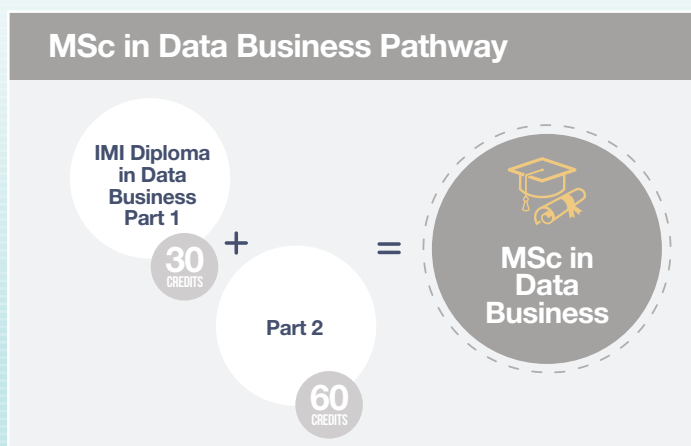 MSc in Data Business Pathway
IMI Diploma
in Data
Business
Part 1
30
CREDITS
+
Part 2
60
CREDITS
=
MSc in
Data
Business